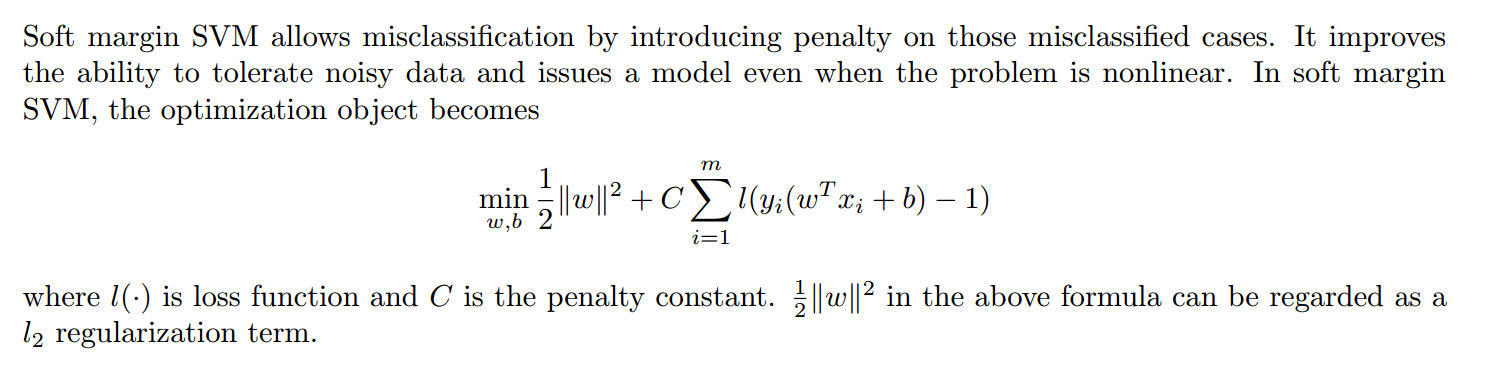 Soft margin SVM allows misclassification by introducing penalty on those misclassified cases. It improves
the ability to tolerate noisy data and issues a model even when the problem is nonlinear. In soft margin
SVM, the optimization object becomes
\min_{w,b} \frac{1}{2}\|w\|^2 + C \sum_{i=1}^{m} l(y_i(w^T x_i + b) - 1)
where l(·) is loss function and C is the penalty constant. \frac{1}{2}\|w\|^2 in the above formula can be regarded as a
l_2 regularization term.